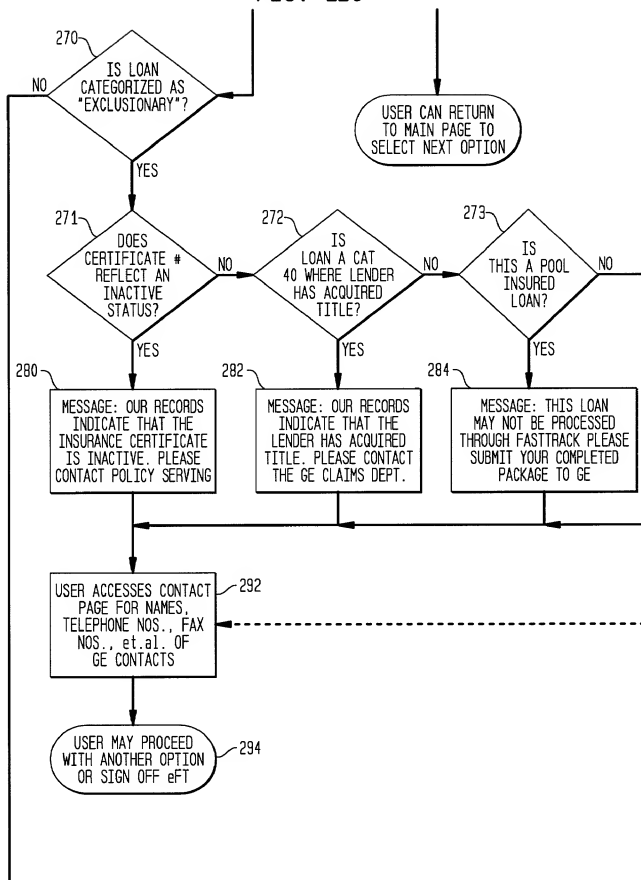 270
IS LOAN
CATEGORIZED AS
"EXCLUSIONARY"?
NO
YES
USER CAN RETURN
TO MAIN PAGE TO
SELECT NEXT OPTION
271
DOES
CERTIFICATE #
REFLECT AN
INACTIVE
STATUS?
NO
YES
272
IS
LOAN A CAT
40 WHERE LENDER
HAS ACQUIRED
TITLE?
NO
YES
273
IS
THIS A POOL
INSURED
LOAN?
NO
YES
280
MESSAGE: OUR RECORDS
INDICATE THAT THE
INSURANCE CERTIFICATE
IS INACTIVE. PLEASE
CONTACT POLICY SERVING
282
MESSAGE: OUR RECORDS
INDICATE THAT THE
LENDER HAS ACQUIRED
TITLE. PLEASE CONTACT
THE GE CLAIMS DEPT.
284
MESSAGE: THIS LOAN
MAY NOT BE PROCESSED
THROUGH FASTTRACK PLEASE
SUBMIT YOUR COMPLETED
PACKAGE TO GE
292
USER ACCESSES CONTACT
PAGE FOR NAMES,
TELEPHONE NOS., FAX
NOS., et.al. OF
GE CONTACTS
USER MAY PROCEED
WITH ANOTHER OPTION
OR SIGN OFF eFT
294